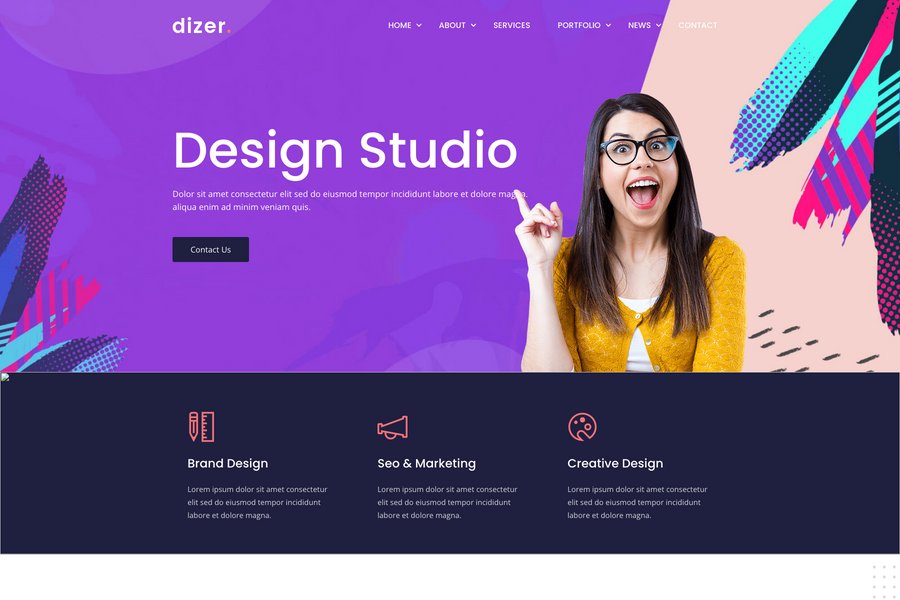 dizer.
HOME ABOUT SERVICES PORTFOLIO NEWS CONTACT
Design Studio
Dolor sit amet consectetur elit sed do eiusmod tempor incididunt labore et dolore magna.
aliqua enim ad minim veniam quis.
Contact Us
Brand Design
Lorem ipsum dolor sit amet consectetur
elit sed do eiusmod tempor incididunt
labore et dolore magna.
Seo & Marketing
Lorem ipsum dolor sit amet consectetur
elit sed do eiusmod tempor incididunt
labore et dolore magna.
Creative Design
Lorem ipsum dolor sit amet consectetur
elit sed do eiusmod tempor incididunt
labore et dolore magna.